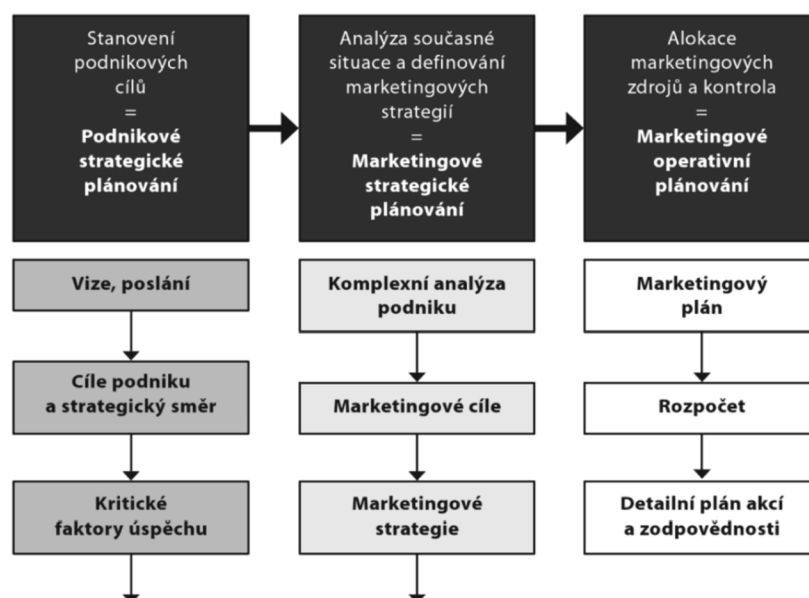 Stanovení
podnikových
cílů
=
Podnikové
strategické
plánování
Analýza současné
situace a definování
marketingových
strategií
=
Marketingové
strategické
plánování
Alokace
marketingových
zdrojů a kontrola
=
Marketingové
operativní
plánování
Vize, poslání
Cíle podniku
a strategický směr
Kritické
faktory úspěchu
Komplexní analýza
podniku
Marketingové cíle
Marketingové
strategie
Marketingový
plán
Rozpočet
Detailní plán akcí
a zodpovědnosti